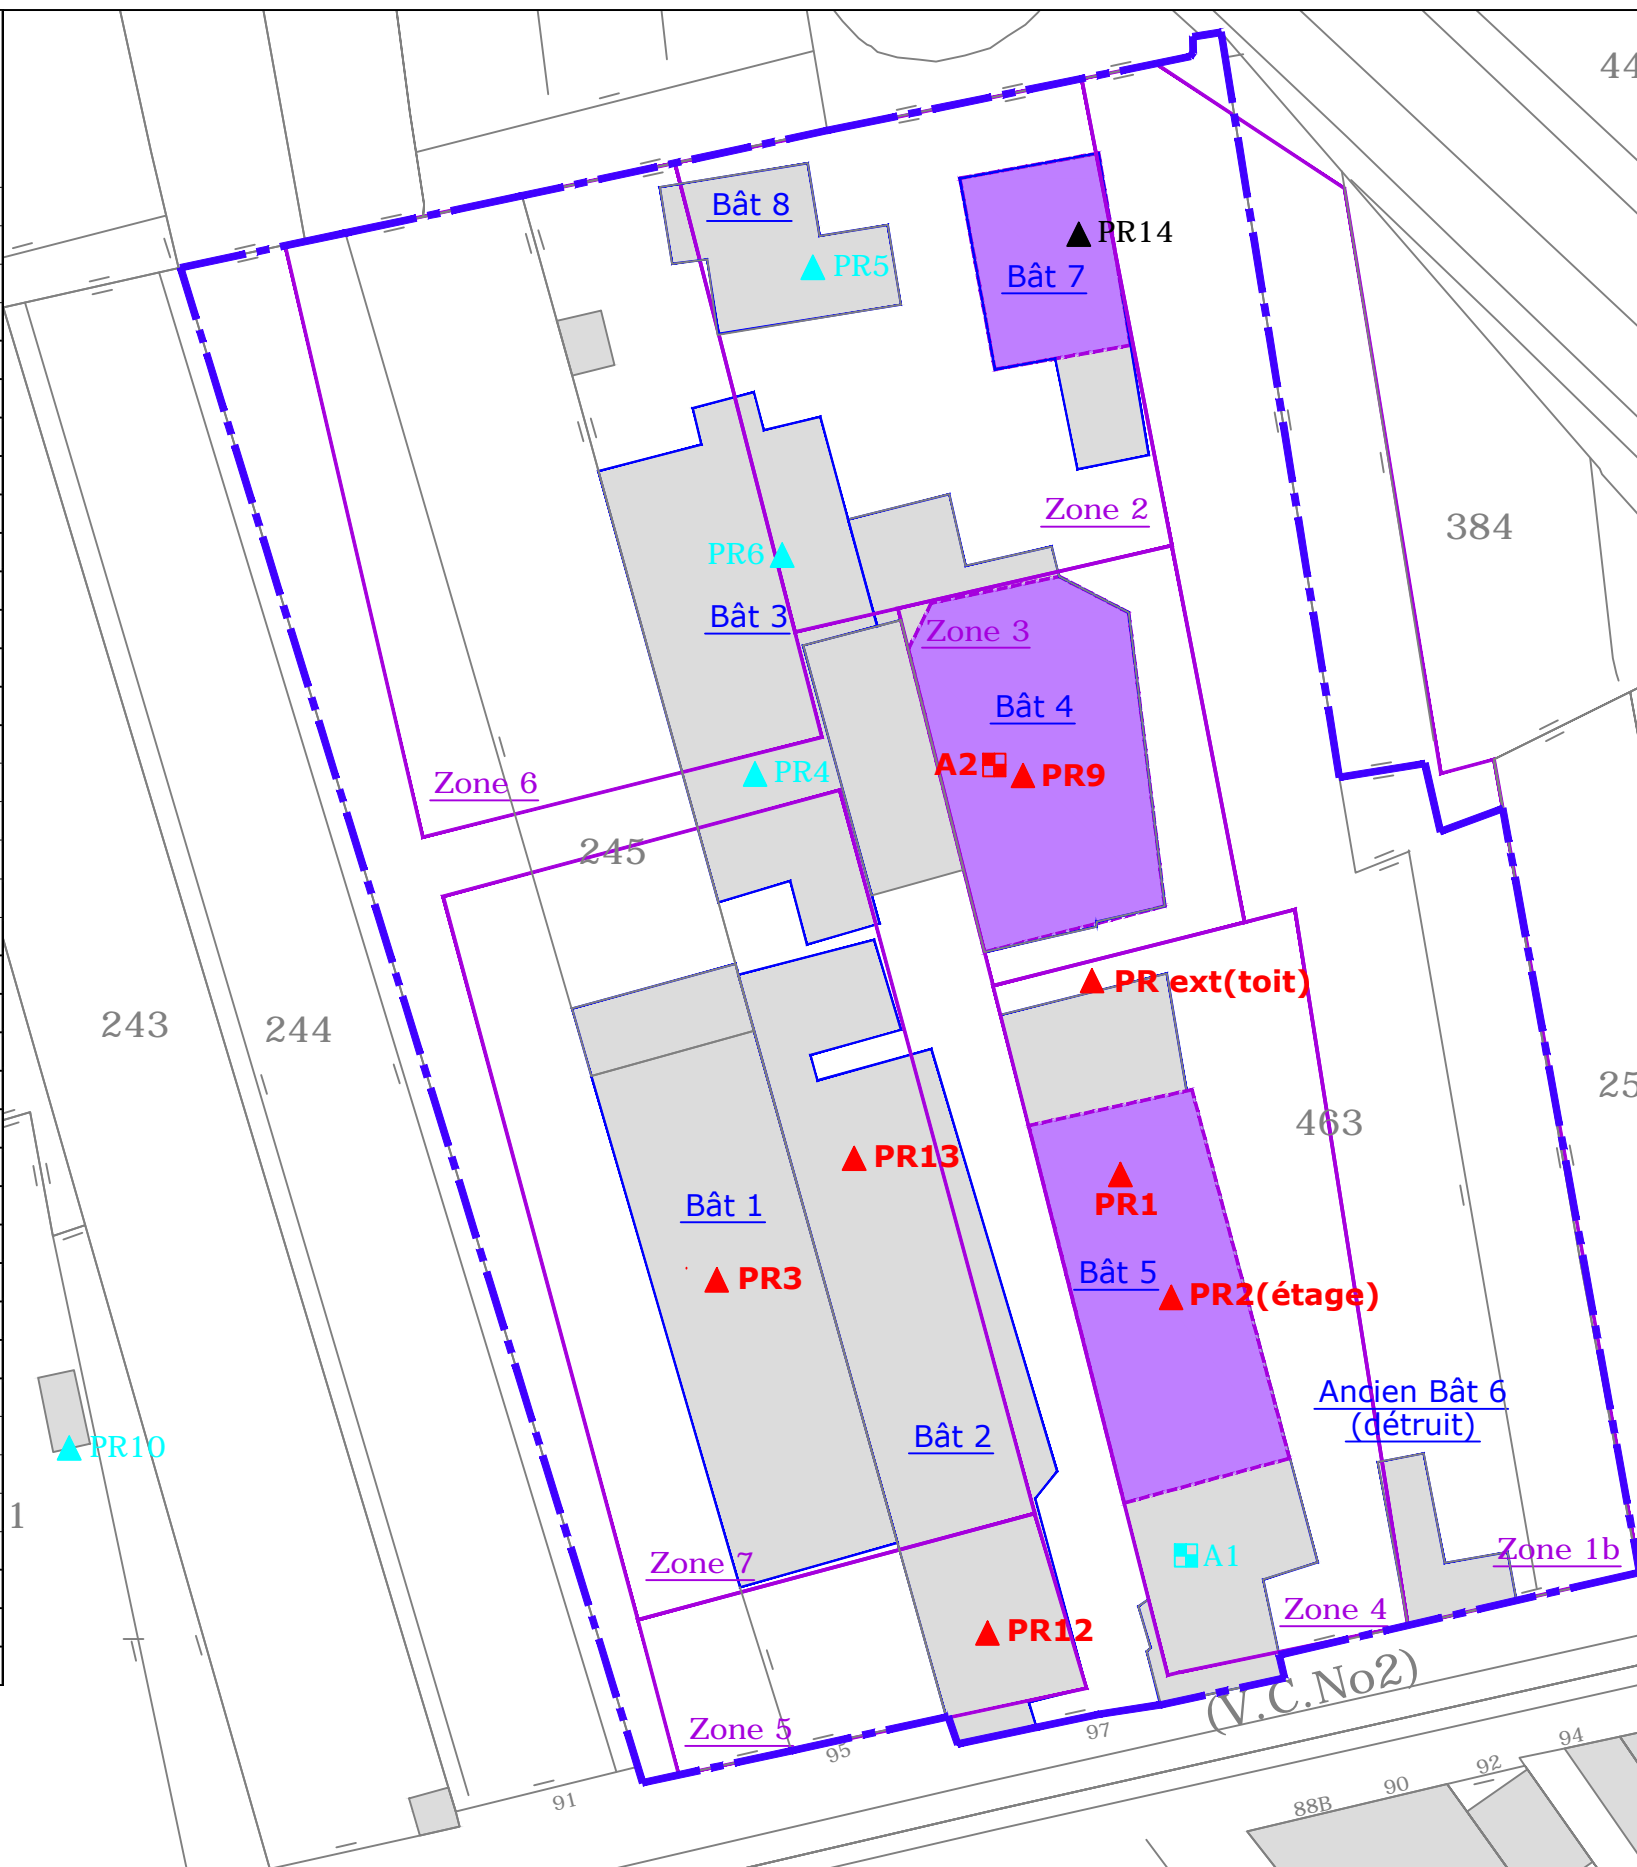 44
Bât 8
PR14
PR5
Bât 7
Zone 2
384
PR6
Bât 3
Zone 3
Bât 4
A2
PR9
PR4
Zone 6
245
PR ext(toit)
243
244
25
463
PR13
PR1
Bât 1
Bât 5
PR3
PR2(étage)
Ancien Bât 6
(détruit)
Bât 2
PR10
1
A1
Zone 1b
Zone 7
Zone 4
PR12
(V.C.No2)
Zone 5
97
95
94
92
90
91
88B